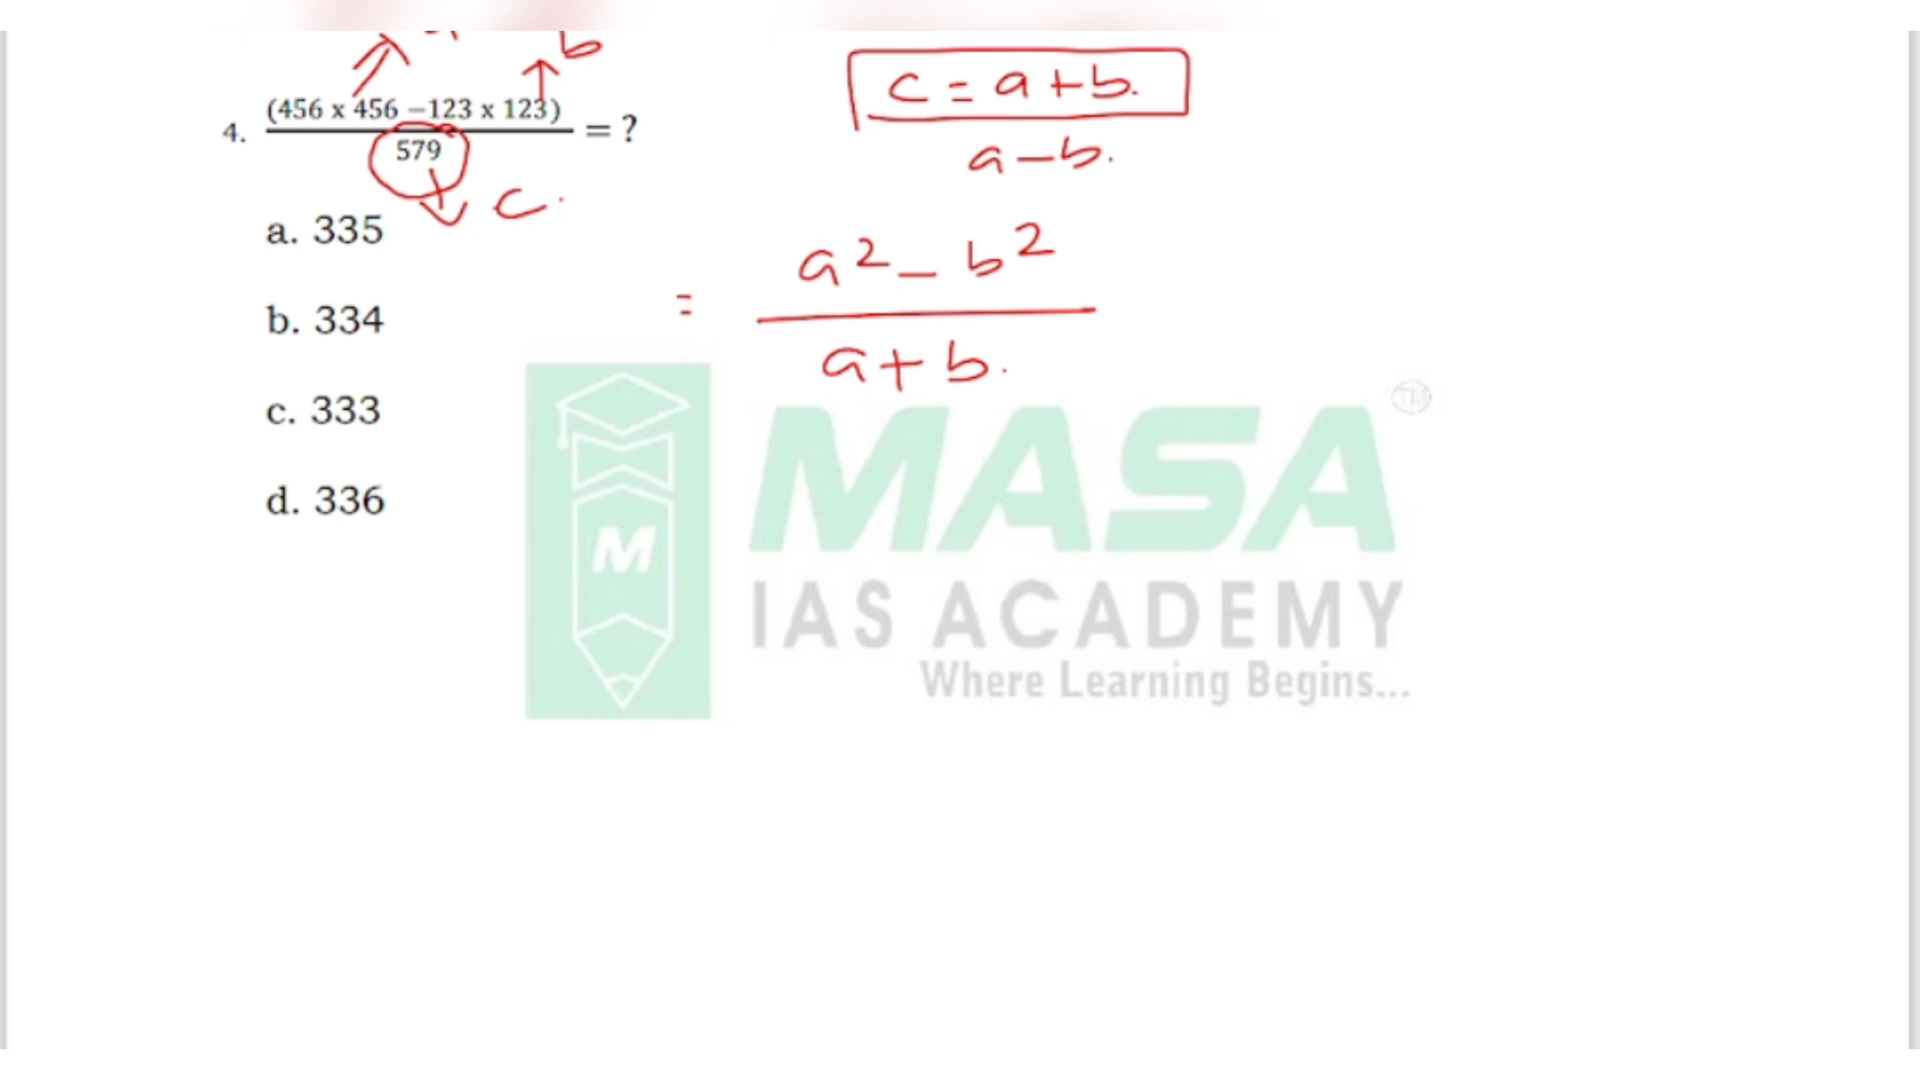 b
c = a + b.
4. (456 x 456 –123 x 123)
579
= ?
a – b.
c.
a. 335
a² – b²
=
b. 334
a + b.
c. 333
d. 336
M
MASA
TM
IAS ACADEMY
Where Learning Begins...